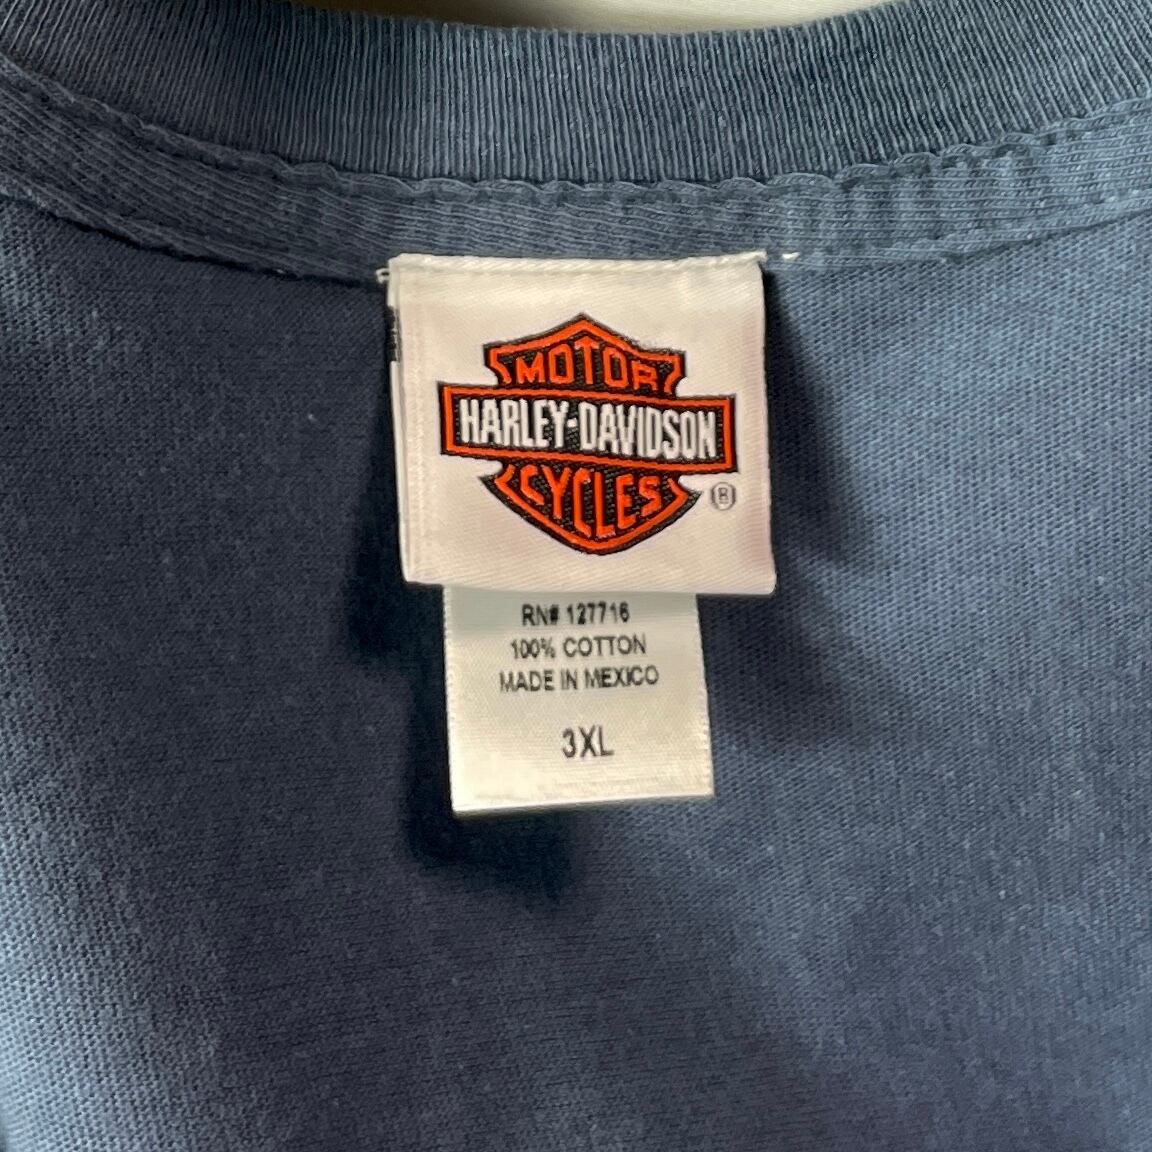 MOTOR
HARLEY-DAVIDSON
CYCLES
®
RN# 127716
100% COTTON
MADE IN MEXICO
3XL